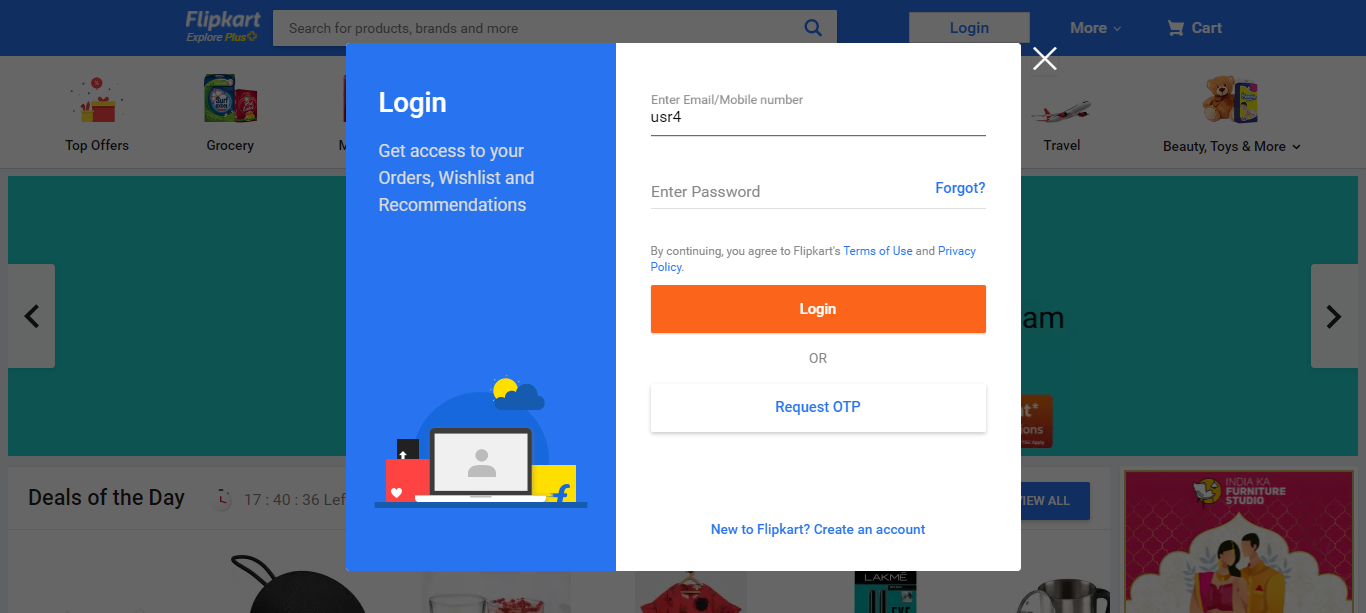 Flipkart
Explore Plus
Search for products, brands and more
Login
More
Cart
Top Offers
Grocery
M
Travel
Beauty, Toys & More
Login
Get access to your
Orders, Wishlist and
Recommendations
Enter Email/Mobile number
usr4
Enter Password
Forgot?
By continuing, you agree to Flipkart's Terms of Use and Privacy
Policy.
Login
OR
Request OTP
New to Flipkart? Create an account
am
Deals of the Day
17 : 40 : 36 Lef
VIEW ALL
INDIA KA
FURNITURE
STUDIO
LAKMÉ